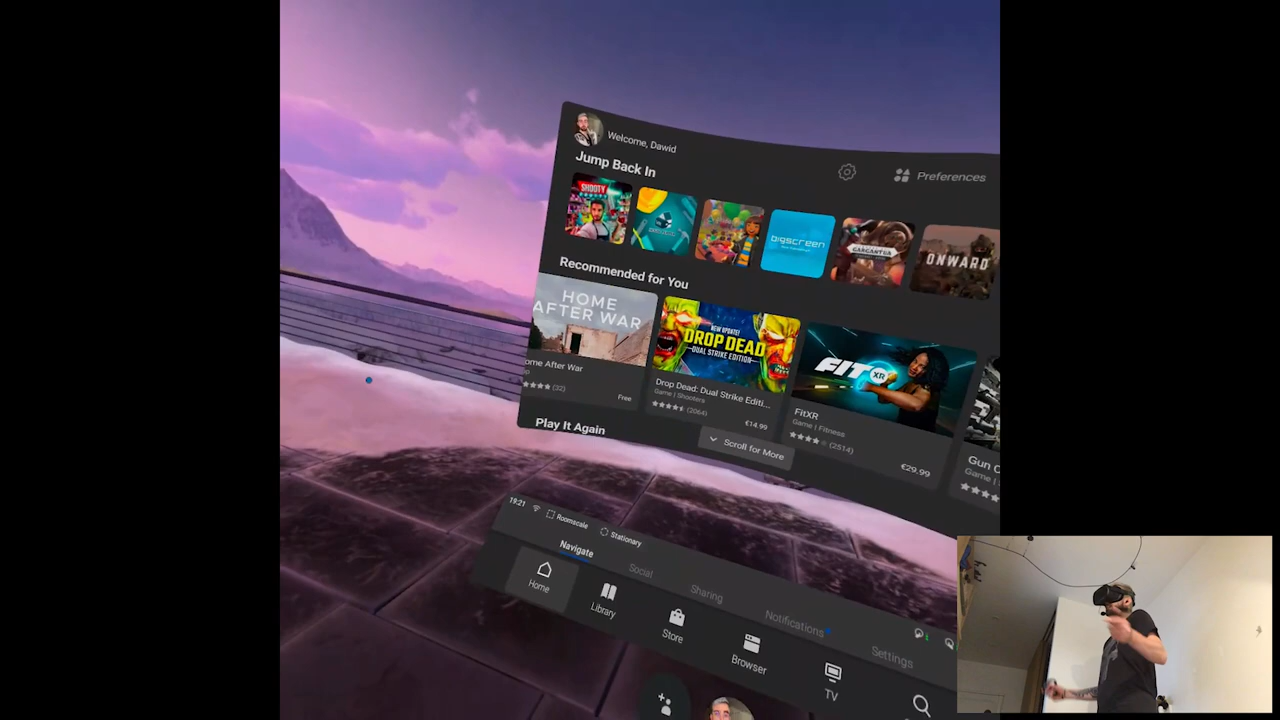 Welcome, Dawid
Jump Back In
Preferences
SHOOTY
bigscreen
GARGANTUA
ONWARD
Recommended for You
HOME
AFTER WAR
NEW UPDATE!
DROP DEAD
DUAL STRIKE EDITION
FIT XR
ome After War
(32)
Free
Drop Dead: Dual Strike Editi...
Game | Shooters
(2064)
€14.99
FitXR
Game | Fitness
(2514)
€29.99
Gun C
Game |
Play It Again
Scroll for More
19:21
Roomscale
Stationary
Navigate
Social
Sharing
Notifications
Settings
Home
Library
Store
Browser
TV